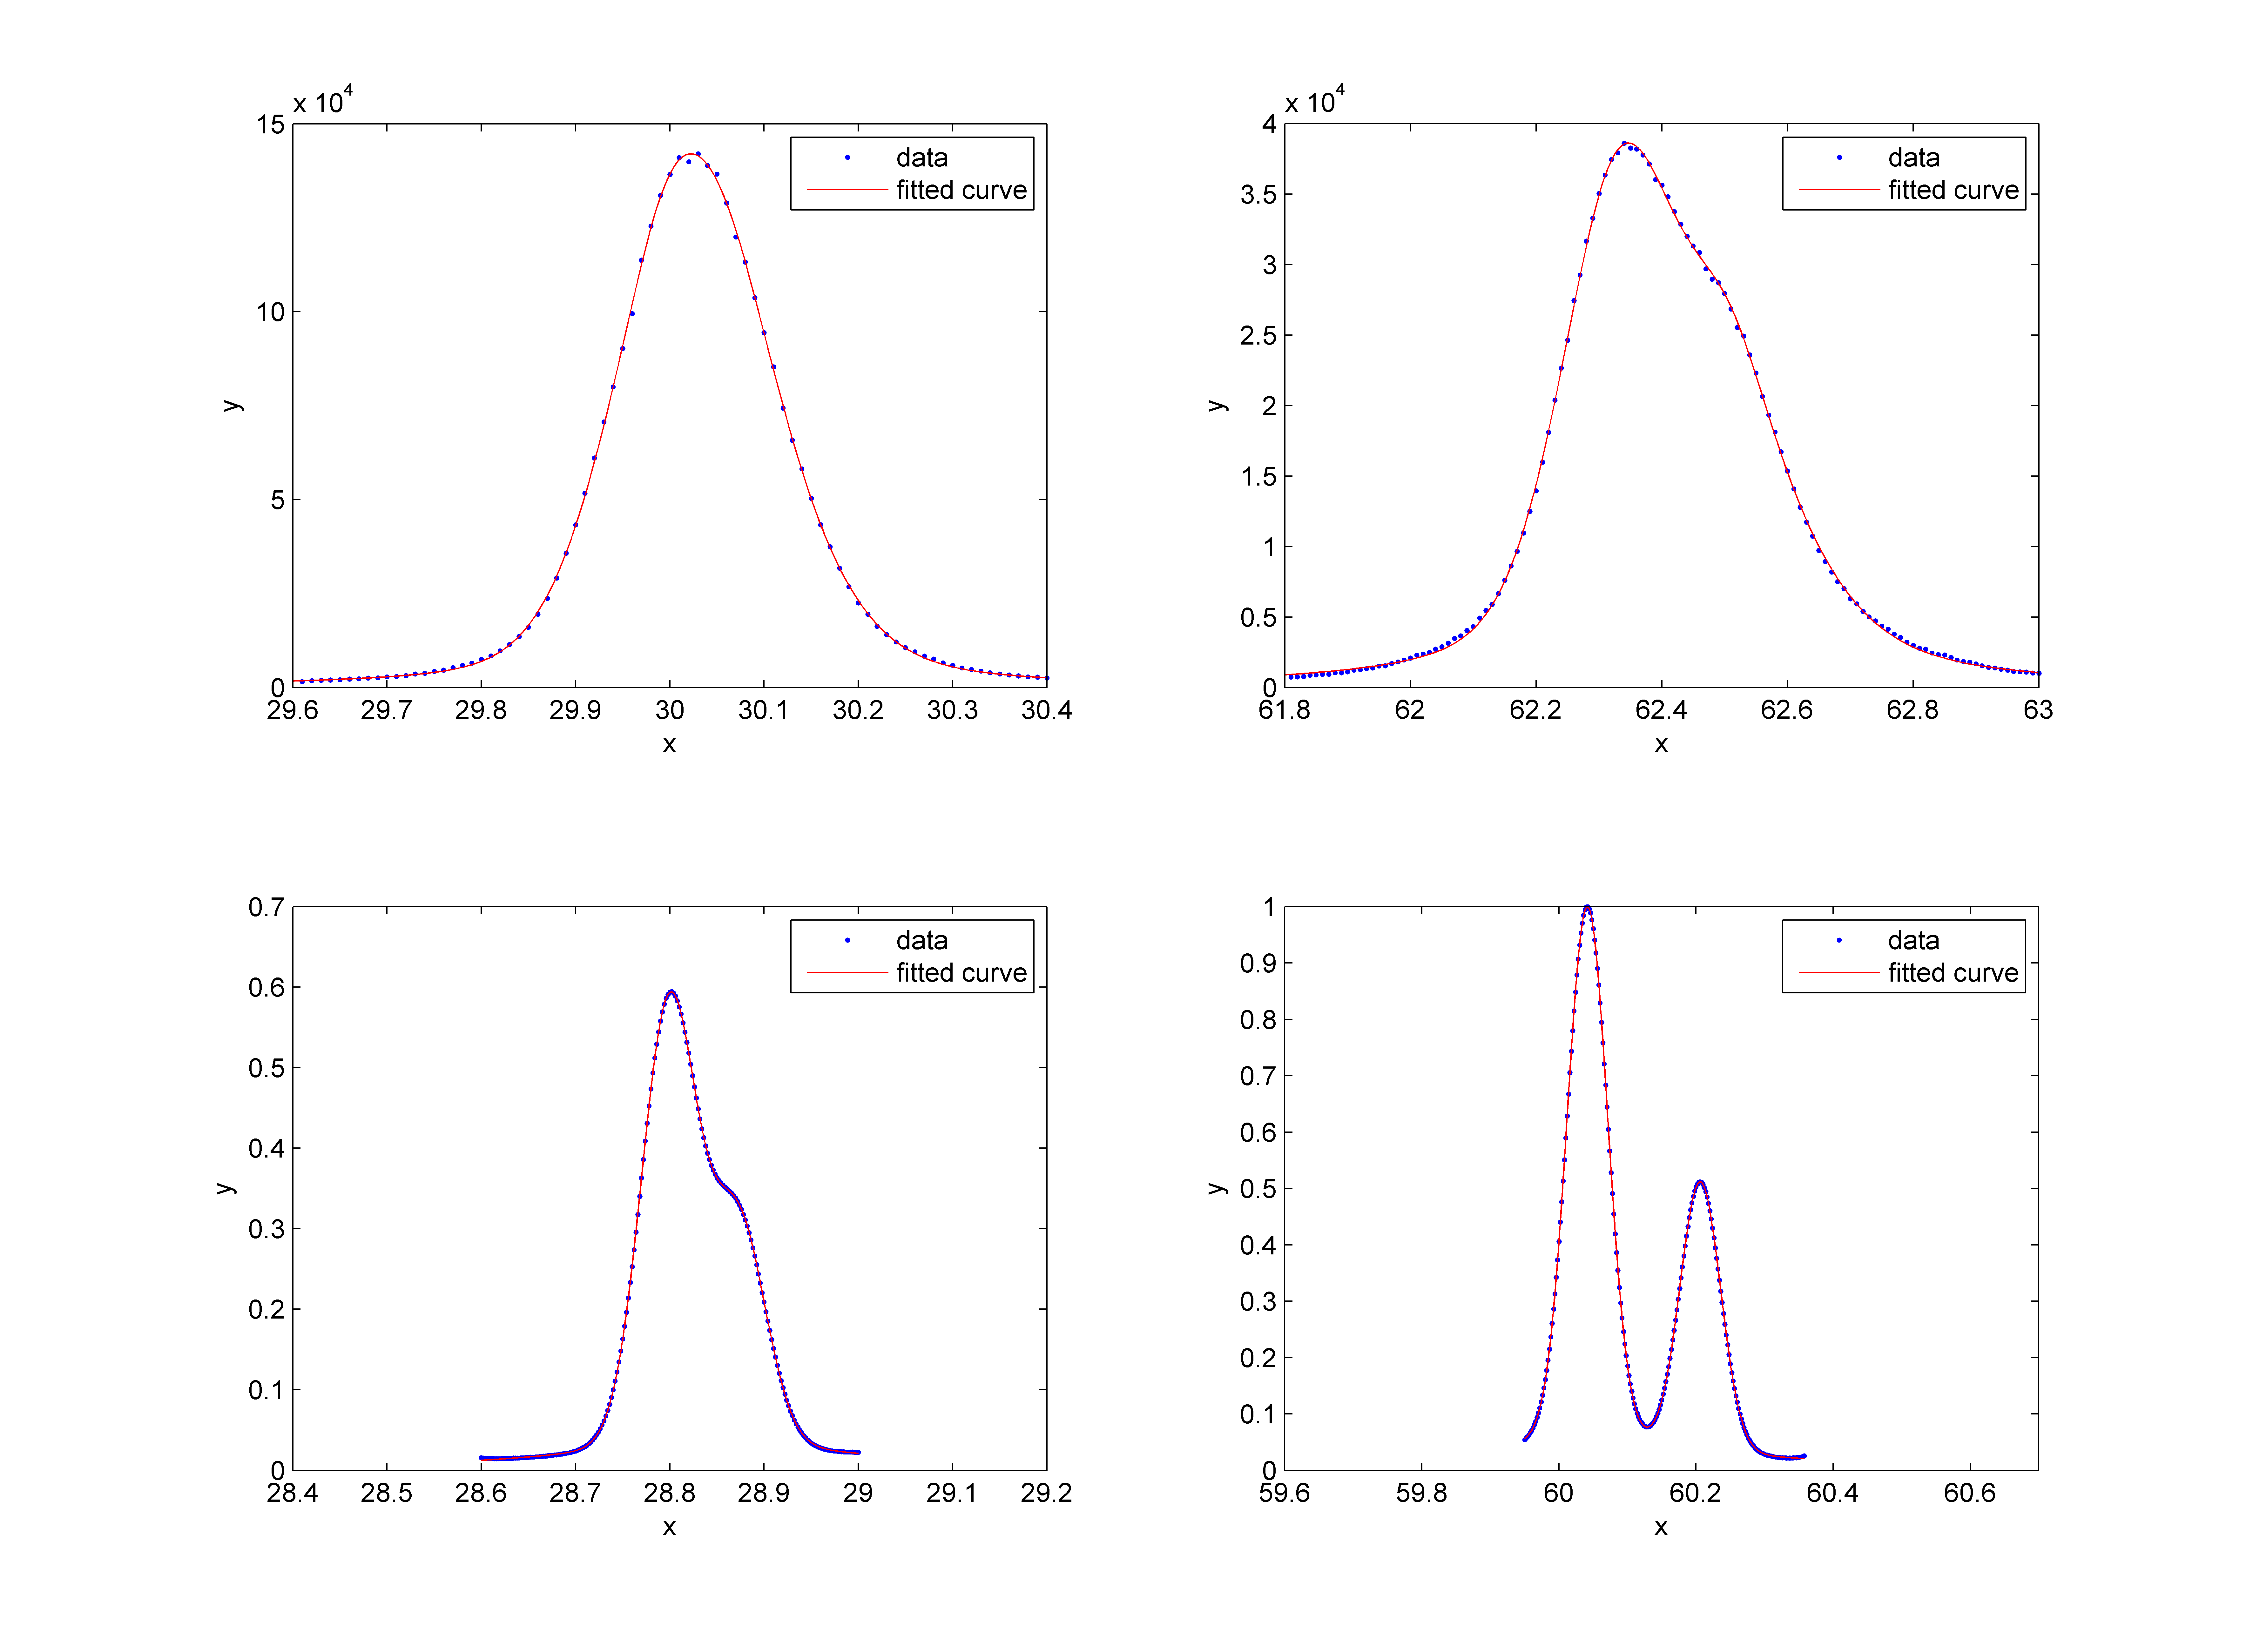 x 10^4
15
10
5
0
y
29.6 29.7 29.8 29.9 30 30.1 30.2 30.3 30.4
x
data
fitted curve
x 10^4
4
3.5
3
2.5
2
1.5
1
0.5
0
y
61.8 62 62.2 62.4 62.6 62.8 63
x
data
fitted curve
0.7
0.6
0.5
0.4
0.3
0.2
0.1
0
y
28.4 28.5 28.6 28.7 28.8 28.9 29 29.1 29.2
x
data
fitted curve
1
0.9
0.8
0.7
0.6
0.5
0.4
0.3
0.2
0.1
0
y
59.6 59.8 60 60.2 60.4 60.6
x
data
fitted curve